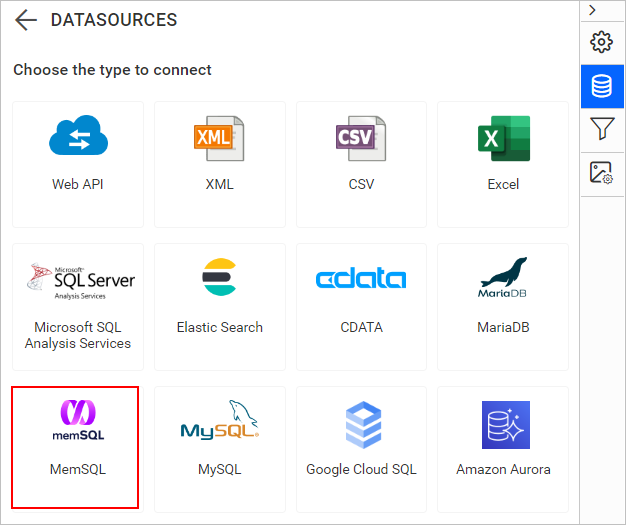 DATASOURCES
Choose the type to connect
XML
CSV
X
Web API
XML
CSV
Excel
Microsoft
SQL Server
Analysis Services
cdata
MariaDB
Microsoft SQL
Analysis Services
Elastic Search
CDATA
MariaDB
memSQL
MySQL
MemSQL
MySQL
Google Cloud SQL
Amazon Aurora